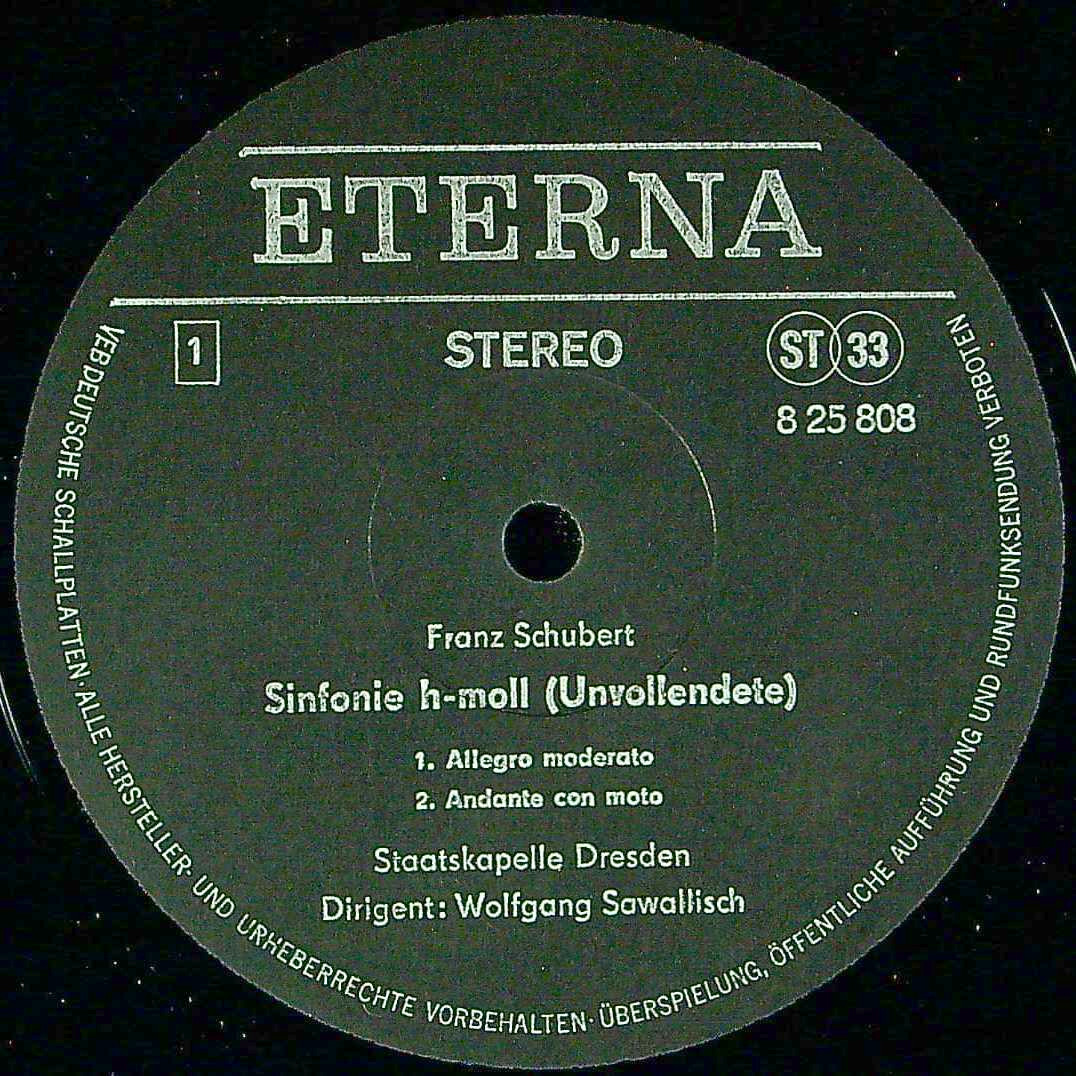 ETERNA
1
STEREO
ST 33
8 25 808
Franz Schubert
Sinfonie h-moll (Unvollendete)
1. Allegro moderato
2. Andante con moto
Staatskapelle Dresden
Dirigent: Wolfgang Sawallisch
VEB DEUTSCHE SCHALLPLATTEN · ALLE HERSTELLER- UND URHEBERRECHTE VORBEHALTEN · ÜBERSPIELUNG, ÖFFENTLICHE AUFFÜHRUNG UND RUNDFUNKSENDUNG VERBOTEN